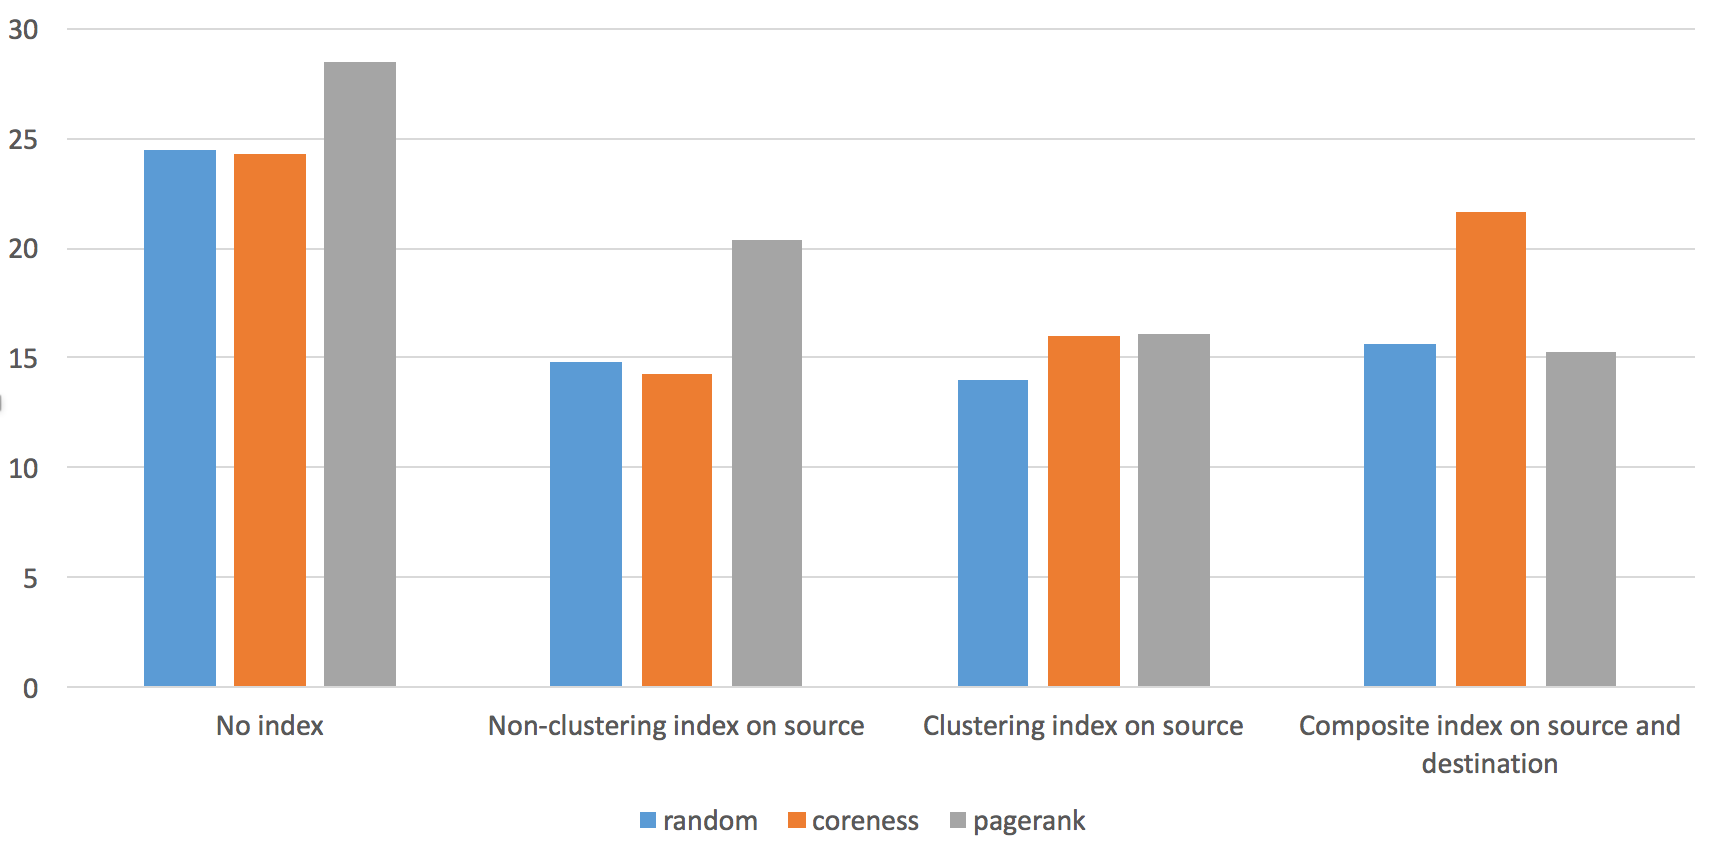 30
25
20
15
10
5
0
No index
Non-clustering index on source
Clustering index on source
Composite index on source and
destination
random
coreness
pagerank